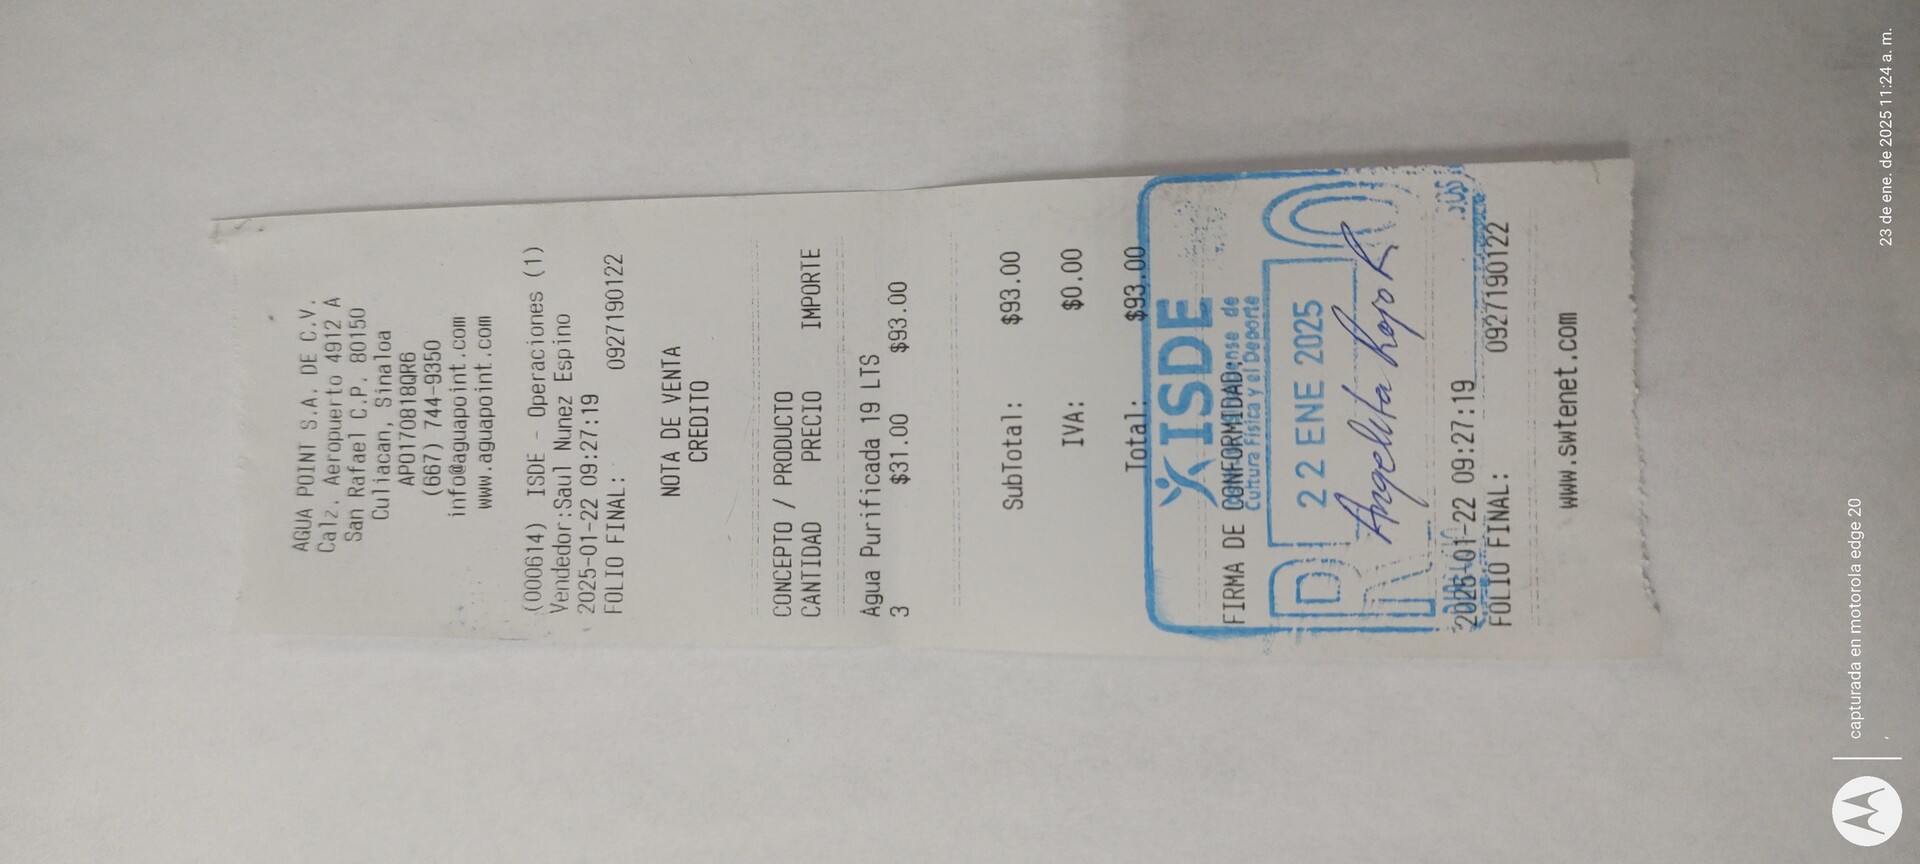 AGUA POINT S.A. DE C.V.
Calz. Aeropuerto 4912 A
San Rafael C.P. 80150
Culiacan, Sinaloa
APO170818QR6
(667) 744-9350
info@aguapoint.com
www.aguapoint.com
(000614) ISDE - Operaciones (1)
Vendedor:Saul Nunez Espino
2025-01-22 09:27:19
FOLIO FINAL: 0927190122
NOTA DE VENTA
CREDITO
CONCEPTO / PRODUCTO
CANTIDAD PRECIO IMPORTE
Agua Purificada 19 LTS
3 $31.00 $93.00
SubTotal: $93.00
IVA: $0.00
Total: $93.00
ISDE
FIRMA DE CONFORMIDAD:
Cultura Física y el Deporte
22 ENE 2025
Angelita Rojo R
2025-01-22 09:27:19
FOLIO FINAL: 0927190122
www.swtenet.com
capturada en motorola edge 20
23 de ene. de 2025 11:24 a. m.